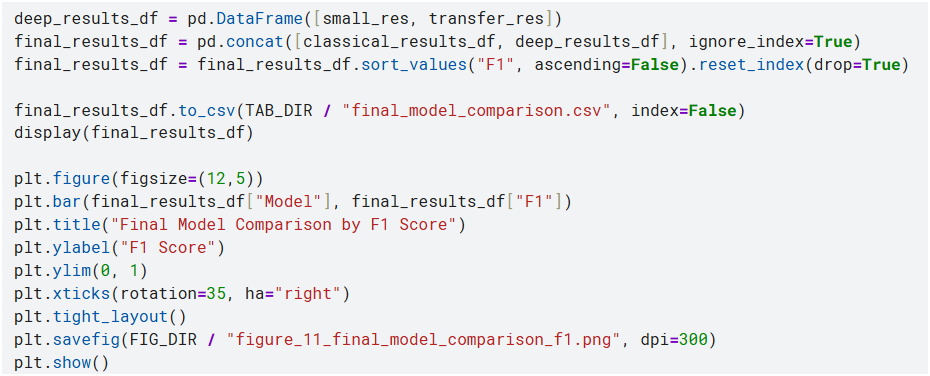 deep_results_df = pd.DataFrame([small_res, transfer_res])
final_results_df = pd.concat([classical_results_df, deep_results_df], ignore_index=True)
final_results_df = final_results_df.sort_values("F1", ascending=False).reset_index(drop=True)

final_results_df.to_csv(TAB_DIR / "final_model_comparison.csv", index=False)
display(final_results_df)

plt.figure(figsize=(12,5))
plt.bar(final_results_df["Model"], final_results_df["F1"])
plt.title("Final Model Comparison by F1 Score")
plt.ylabel("F1 Score")
plt.ylim(0, 1)
plt.xticks(rotation=35, ha="right")
plt.tight_layout()
plt.savefig(FIG_DIR / "figure_11_final_model_comparison_f1.png", dpi=300)
plt.show()